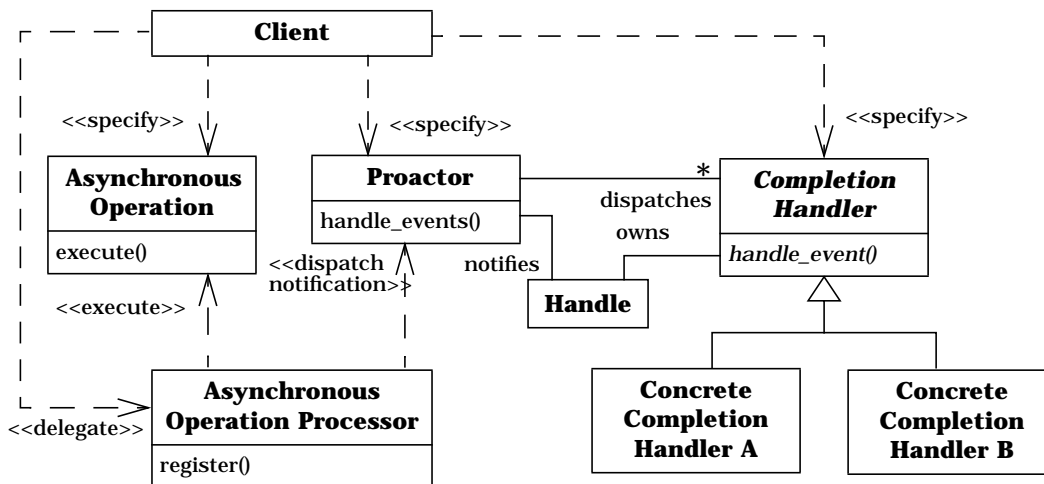 Client
<<specify>>
<<specify>>
<<specify>>
Asynchronous
Operation
execute()
Proactor
handle_events()
*
dispatches
owns
Completion
Handler
handle_event()
<<dispatch
notification>>
notifies
Handle
<<execute>>
Asynchronous
Operation Processor
register()
<<delegate>>
Concrete
Completion
Handler A
Concrete
Completion
Handler B